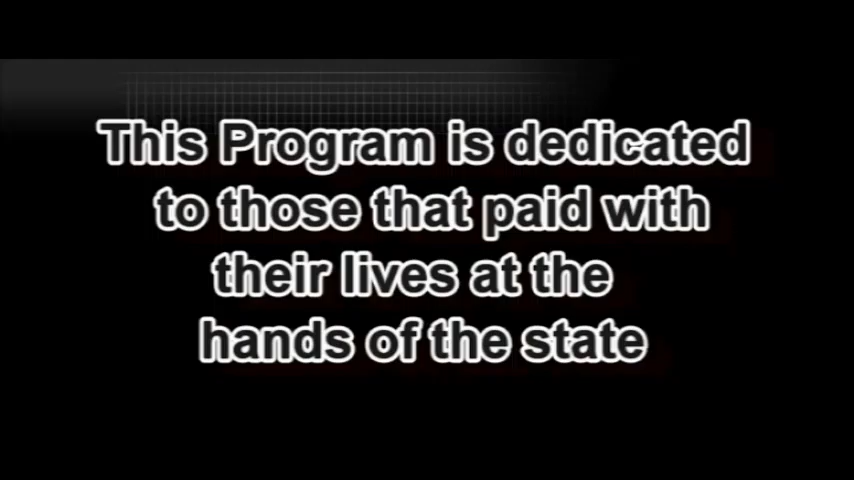 This Program is dedicated
to those that paid with
their lives at the
hands of the state